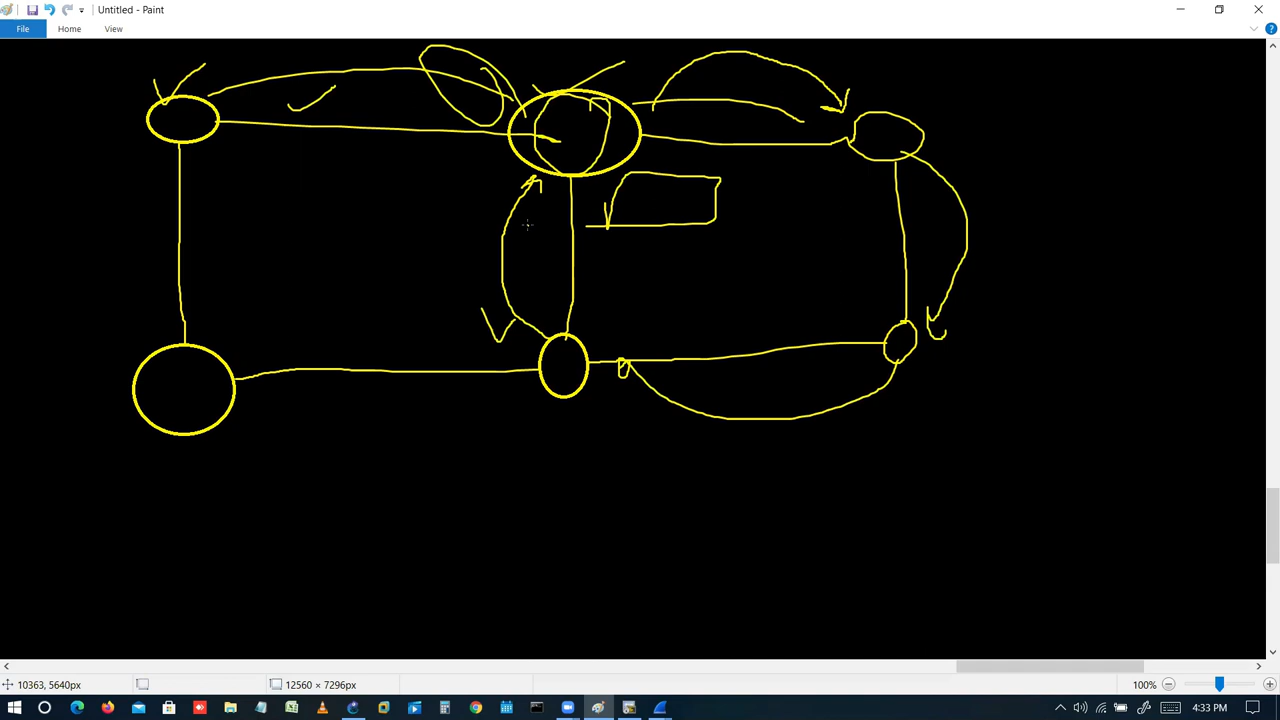 Untitled - Paint
File Home View
10363, 5640px
12560 × 7296px
100%
4:33 PM